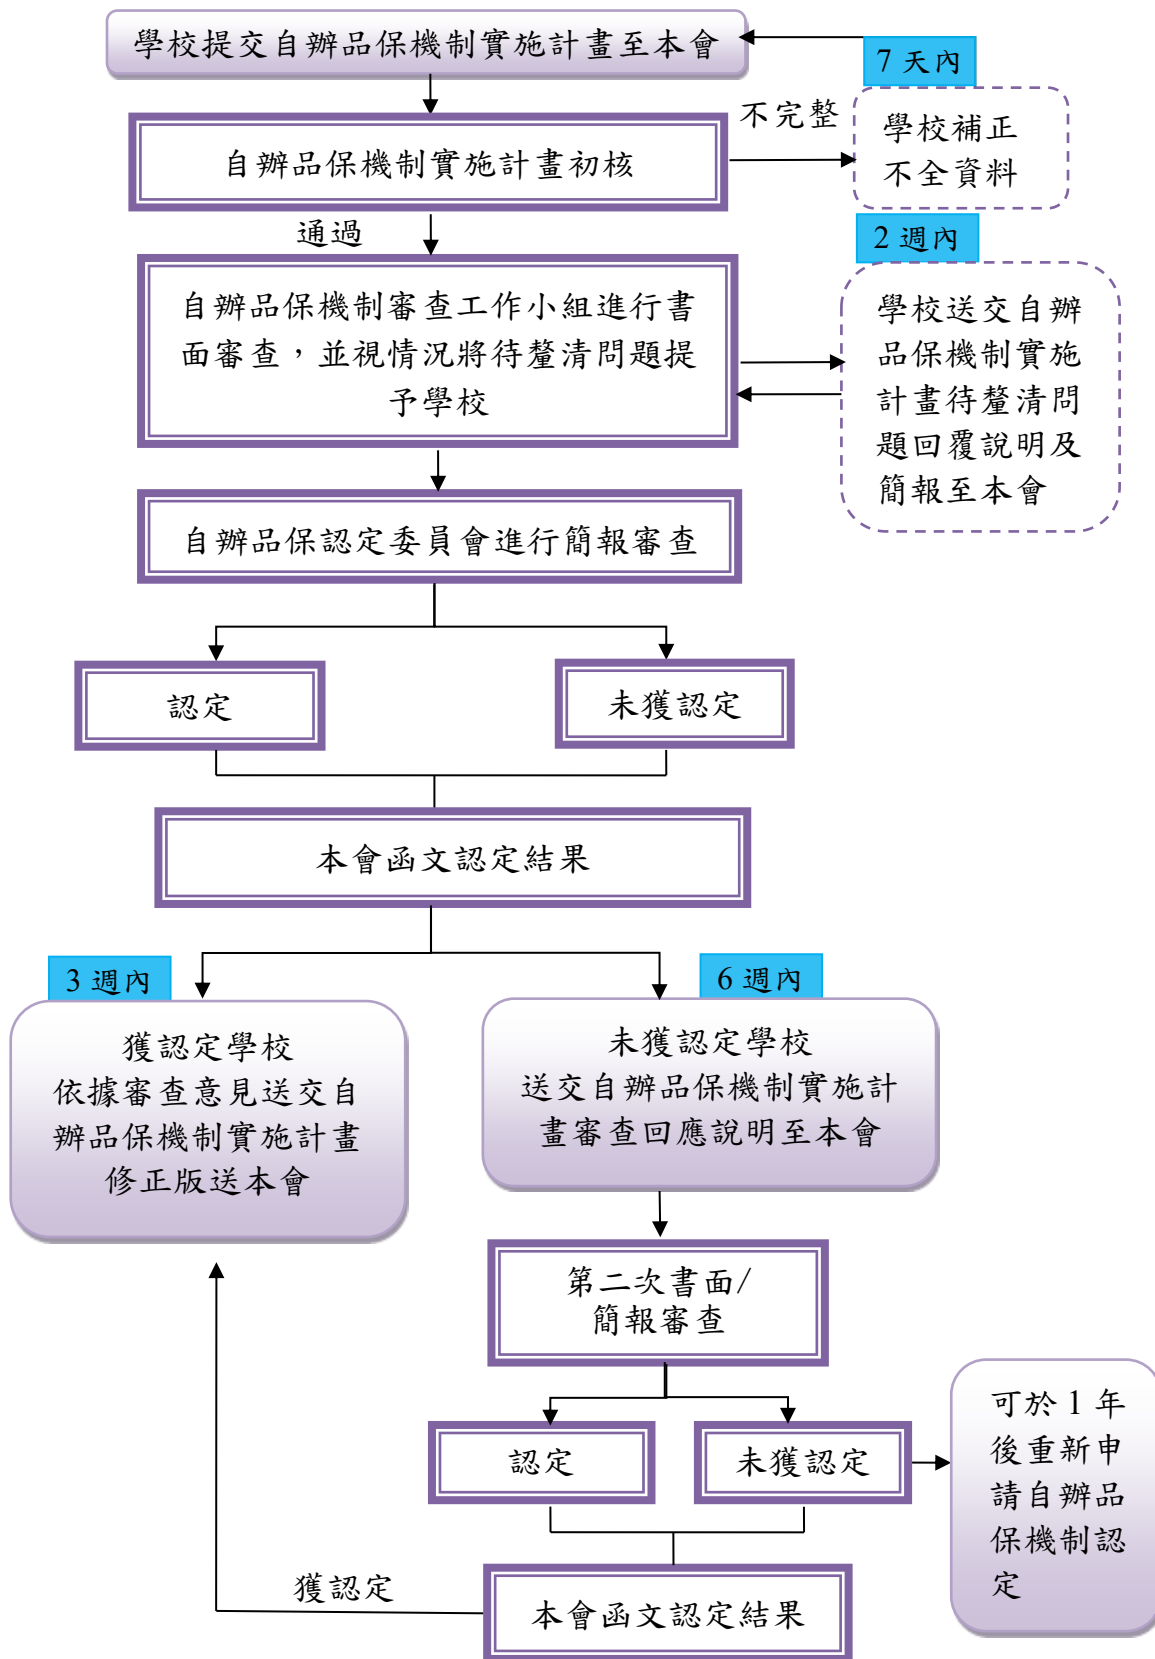 學校提交自辦品保機制實施計畫至本會
7 天內
不完整
學校補正
不全資料
自辦品保機制實施計畫初核
通過
2 週內
自辦品保機制審查工作小組進行書
面審查，並視情況將待釐清問題提
予學校
學校送交自辦
品保機制實施
計畫待釐清問
題回覆說明及
簡報至本會
自辦品保認定委員會進行簡報審查
認定
未獲認定
本會函文認定結果
3 週內
6 週內
獲認定學校
依據審查意見送交自
辦品保機制實施計畫
修正版送本會
未獲認定學校
送交自辦品保機制實施計
畫審查回應說明至本會
第二次書面/
簡報審查
認定
未獲認定
可於 1 年
後重新申
請自辦品
保機制認
定
獲認定
本會函文認定結果